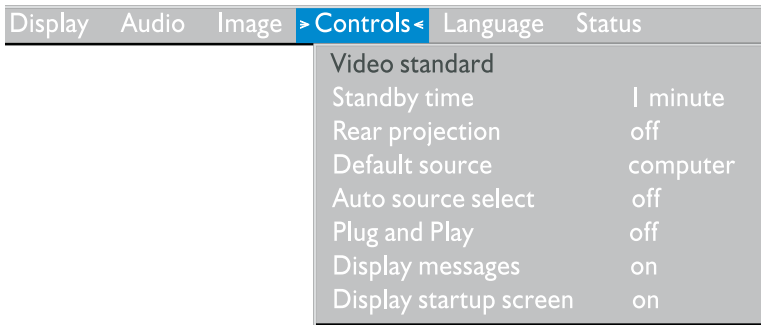 Display Audio Image > Controls < Language Status
Video standard
Standby time 1 minute
Rear projection off
Default source computer
Auto source select off
Plug and Play off
Display messages on
Display startup screen on